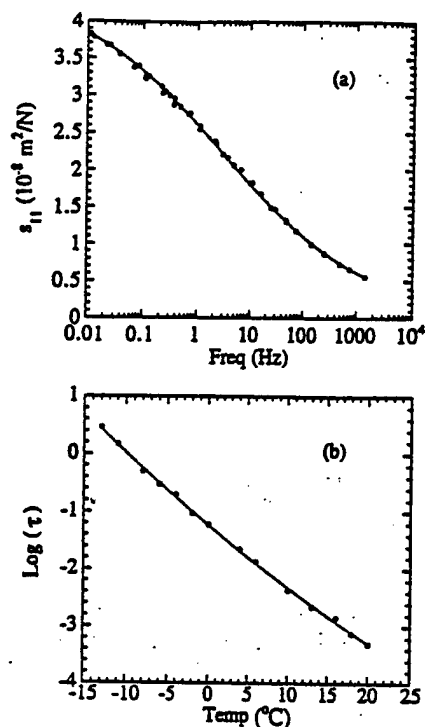 4
3.5
3
2.5
2
1.5
1
0.5
0
s₁₁ (10⁻⁸ m²/N)
(a)
0.01 0.1 1 10 100 1000 10⁴
Freq (Hz)
1
0
-1
-2
-3
-4
Log (τ)
(b)
-15 -10 -5 0 5 10 15 20 25
Temp (°C)